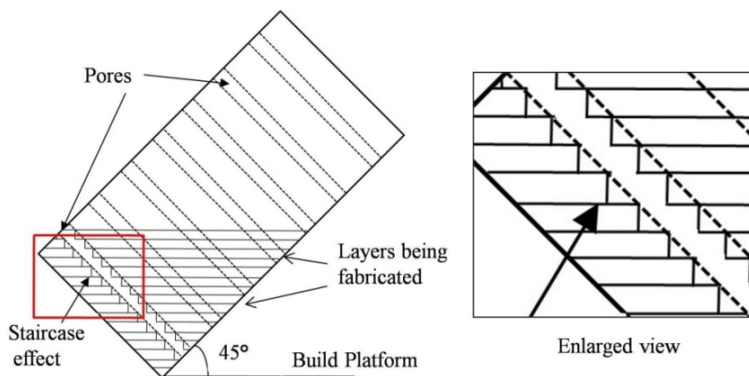 Pores
Layers being
fabricated
Staircase
effect
45°
Build Platform
Enlarged view